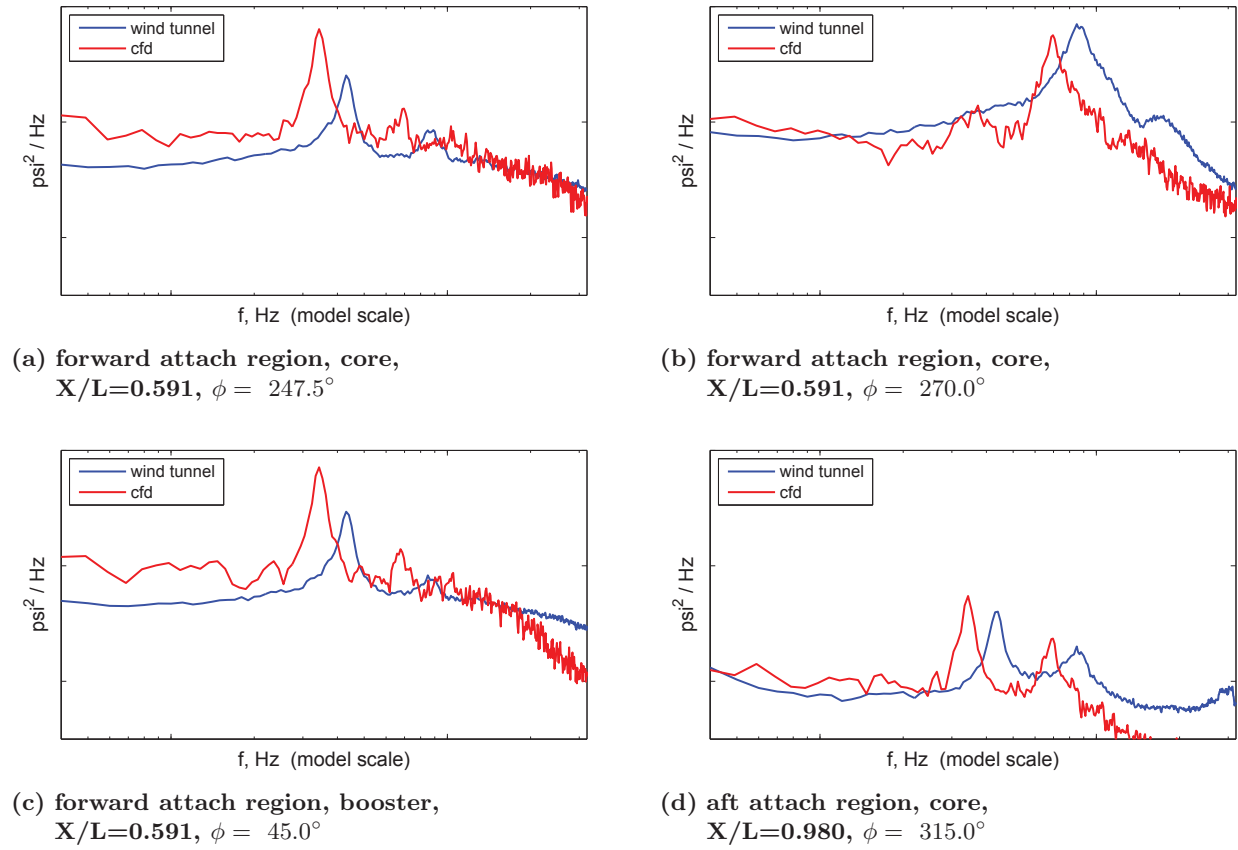 wind tunnel
cfd
psi² / Hz
f, Hz (model scale)
(a) forward attach region, core,
X/L=0.591, ϕ = 247.5°
wind tunnel
cfd
psi² / Hz
f, Hz (model scale)
(b) forward attach region, core,
X/L=0.591, ϕ = 270.0°
wind tunnel
cfd
psi² / Hz
f, Hz (model scale)
(c) forward attach region, booster,
X/L=0.591, ϕ = 45.0°
wind tunnel
cfd
psi² / Hz
f, Hz (model scale)
(d) aft attach region, core,
X/L=0.980, ϕ = 315.0°